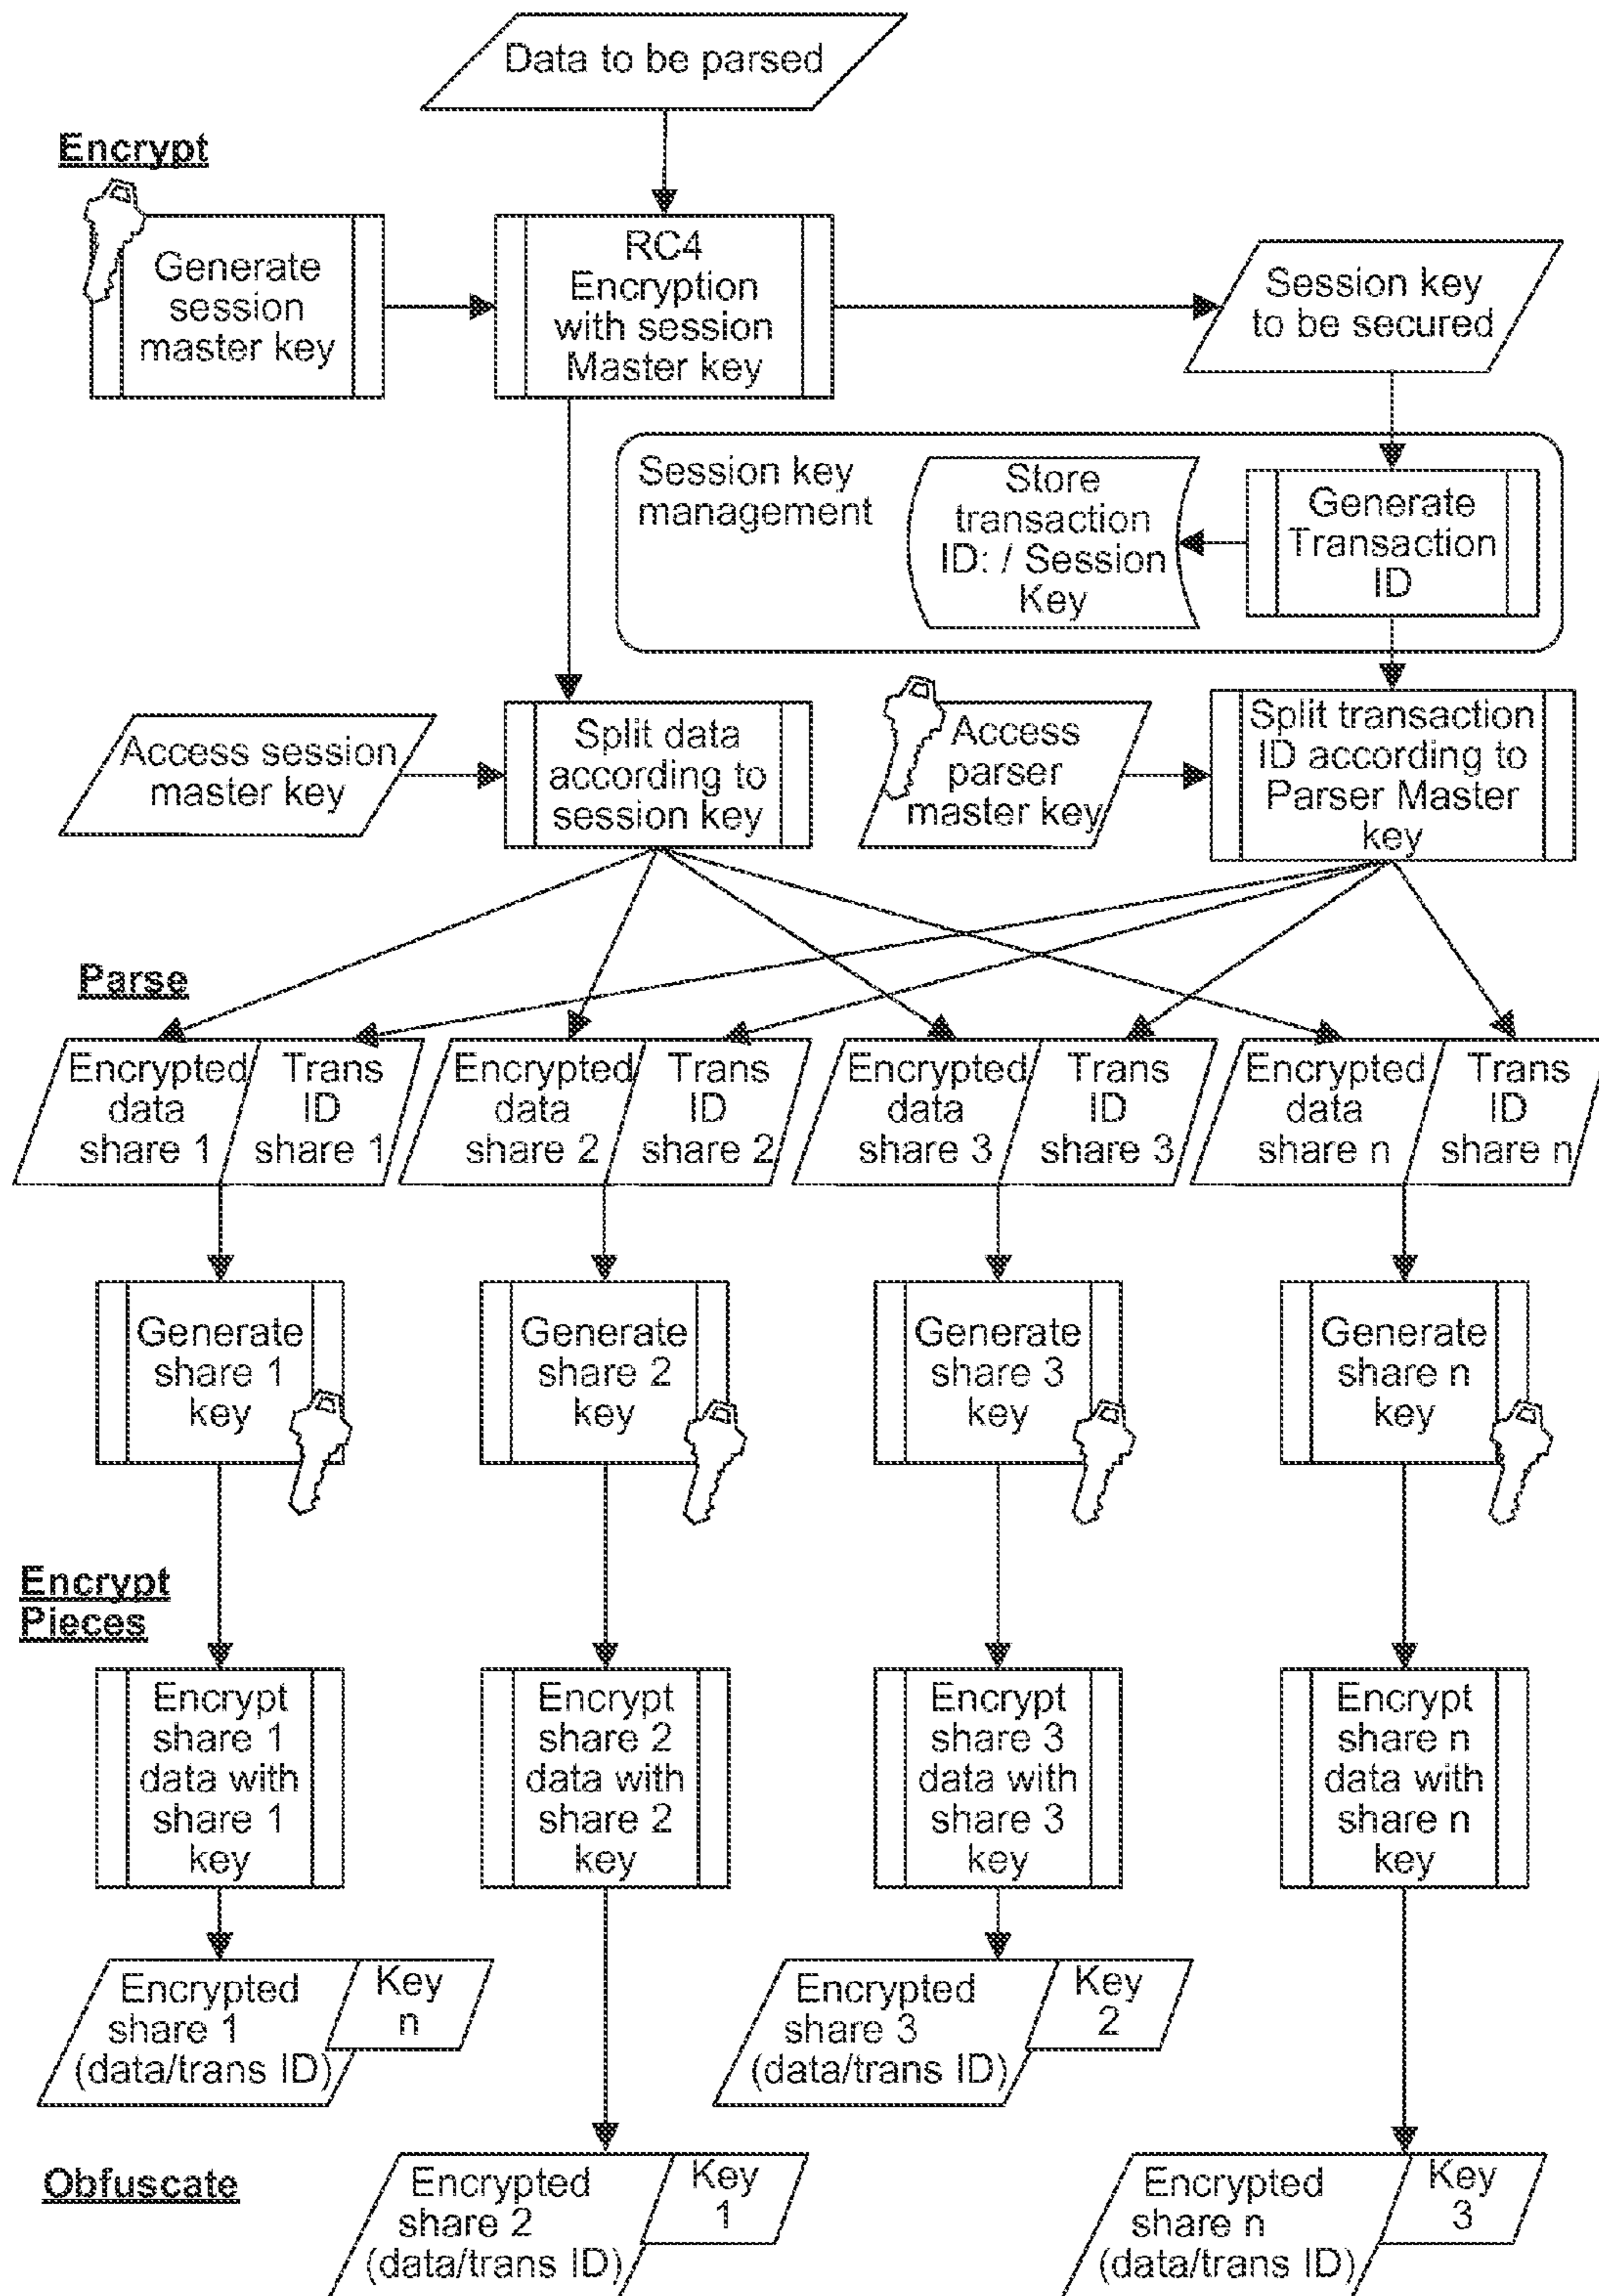 Data to be parsed
Encrypt
Generate
session
master key
RC4
Encryption
with session
Master key
Session key
to be secured
Session key
management
Store
transaction
ID: / Session
Key
Generate
Transaction
ID
Access session
master key
Split data
according to
session key
Access
parser
master key
Split transaction
ID according to
Parser Master
key
Parse
Encrypted
data
share 1
Trans
ID
share 1
Encrypted
data
share 2
Trans
ID
share 2
Encrypted
data
share 3
Trans
ID
share 3
Encrypted
data
share n
Trans
ID
share n
Generate
share 1
key
Generate
share 2
key
Generate
share 3
key
Generate
share n
key
Encrypt
Pieces
Encrypt
share 1
data with
share 1
key
Encrypt
share 2
data with
share 2
key
Encrypt
share 3
data with
share 3
key
Encrypt
share n
data with
share n
key
Encrypted
share 1
(data/trans ID)
Key
n
Encrypted
share 3
(data/trans ID)
Key
2
Obfuscate
Encrypted
share 2
(data/trans ID)
Key
1
Encrypted
share n
(data/trans ID)
Key
3